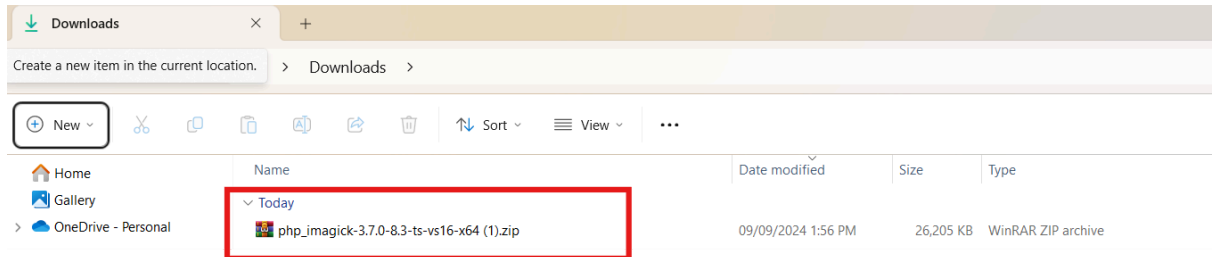 Downloads
Create a new item in the current location. > Downloads >
New Sort View
Home Name Date modified Size Type
Gallery Today
OneDrive - Personal php_imagick-3.7.0-8.3-ts-vs16-x64 (1).zip 09/09/2024 1:56 PM 26,205 KB WinRAR ZIP archive